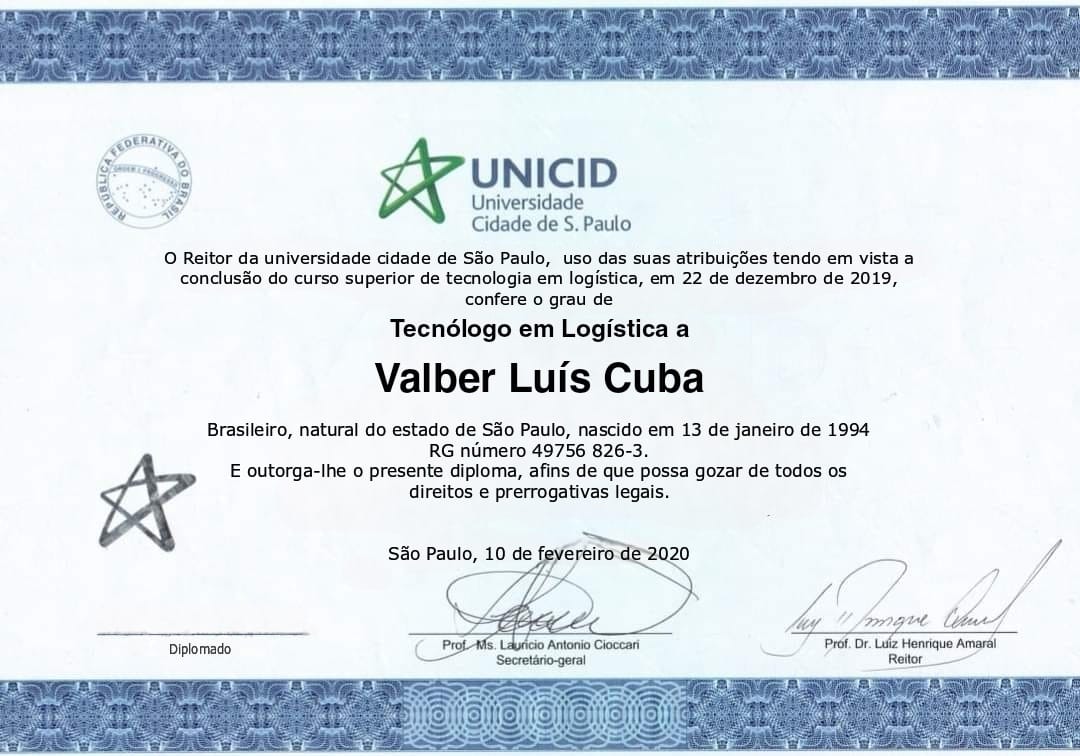 REPÚBLICA FEDERATIVA DO BRASIL
ORDEM E PROGRESSO
UNICID
Universidade
Cidade de S. Paulo
O Reitor da universidade cidade de São Paulo, uso das suas atribuições tendo em vista a
conclusão do curso superior de tecnologia em logística, em 22 de dezembro de 2019,
confere o grau de
Tecnólogo em Logística a
Valber Luís Cuba
Brasileiro, natural do estado de São Paulo, nascido em 13 de janeiro de 1994
RG número 49756 826-3.
E outorga-lhe o presente diploma, afins de que possa gozar de todos os
direitos e prerrogativas legais.
São Paulo, 10 de fevereiro de 2020
Diplomado
Prof. Ms. Lauricio Antonio Cioccari
Secretário-geral
Prof. Dr. Luiz Henrique Amaral
Reitor